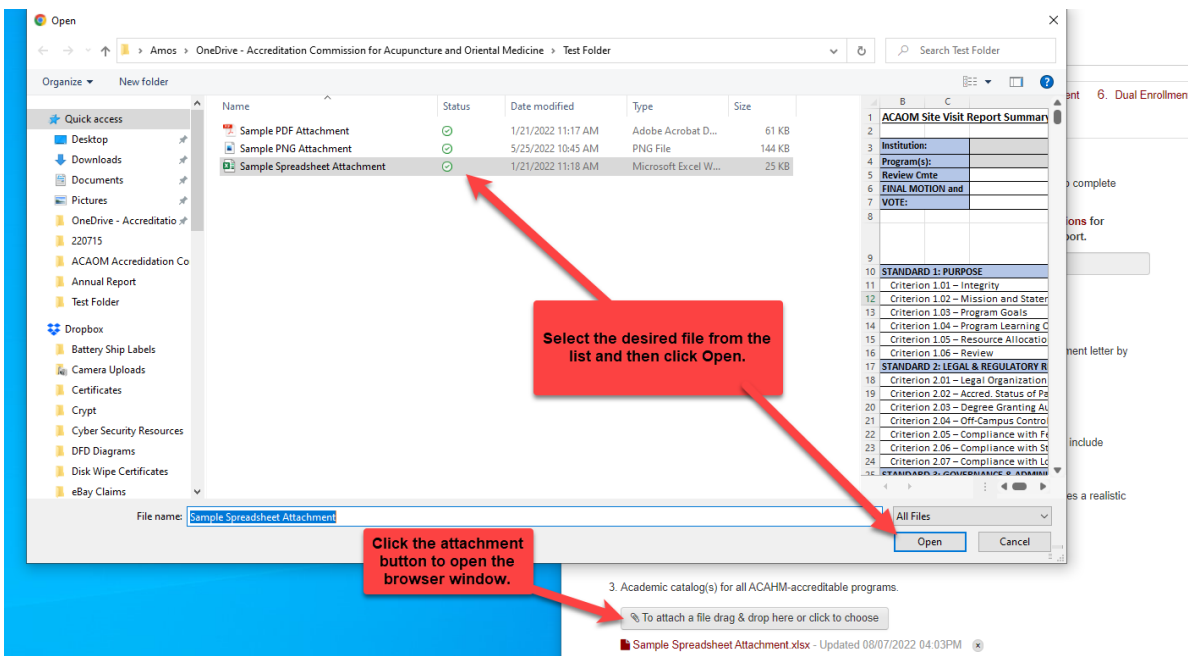 Open
Amos › OneDrive - Accreditation Commission for Acupuncture and Oriental Medicine › Test Folder
Search Test Folder
Organize
New folder
Name Status Date modified Type Size
Quick access
Desktop
Downloads
Documents
Pictures
OneDrive - Accreditatio
220715
ACAOM Accredidation Co
Annual Report
Test Folder
Dropbox
Battery Ship Labels
Camera Uploads
Certificates
Crypt
Cyber Security Resources
DFD Diagrams
Disk Wipe Certificates
eBay Claims
Sample PDF Attachment 1/21/2022 11:17 AM Adobe Acrobat D... 61 KB
Sample PNG Attachment 5/25/2022 10:45 AM PNG File 144 KB
Sample Spreadsheet Attachment 1/21/2022 11:18 AM Microsoft Excel W... 25 KB
B C
1 ACAOM Site Visit Report Summary
2
3 Institution:
4 Program(s):
5 Review Cmte
6 FINAL MOTION and
7 VOTE:
8
9
10 STANDARD 1: PURPOSE
11 Criterion 1.01 – Integrity
12 Criterion 1.02 – Mission and Stater
13 Criterion 1.03 – Program Goals
14 Criterion 1.04 – Program Learning
15 Criterion 1.05 – Resource Allocatio
16 Criterion 1.06 – Review
17 STANDARD 2: LEGAL & REGULATORY R
18 Criterion 2.01 – Legal Organization
19 Criterion 2.02 – Accred. Status of Pa
20 Criterion 2.03 – Degree Granting Au
21 Criterion 2.04 – Off-Campus Control
22 Criterion 2.05 – Compliance with Fe
23 Criterion 2.06 – Compliance with St
24 Criterion 2.07 – Compliance with Lo
25 STANDARD 3: GOVERNANCE & ADMINI
ent 6. Dual Enrollmen
complete
ions for
ort.
ment letter by
include
es a realistic
Select the desired file from the
list and then click Open.
File name: Sample Spreadsheet Attachment
All Files
Open Cancel
Click the attachment
button to open the
browser window.
3. Academic catalog(s) for all ACAHM-accreditable programs.
To attach a file drag & drop here or click to choose
Sample Spreadsheet Attachment.xlsx - Updated 08/07/2022 04:03PM